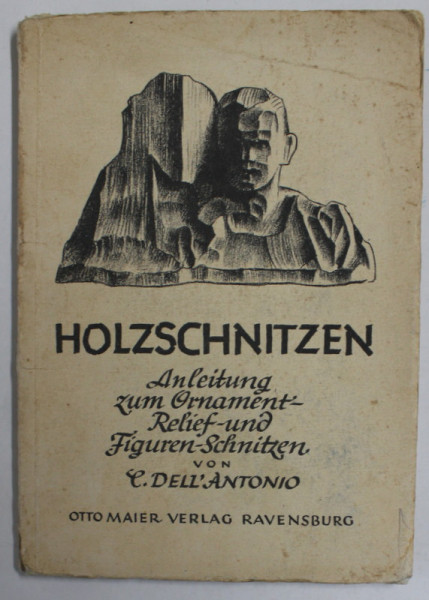 HOLZSCHNITZEN
Anleitung
zum Ornament-
Relief-und
Figuren-Schnitzen
VON
C. DELL'ANTONIO
OTTO MAIER VERLAG RAVENSBURG